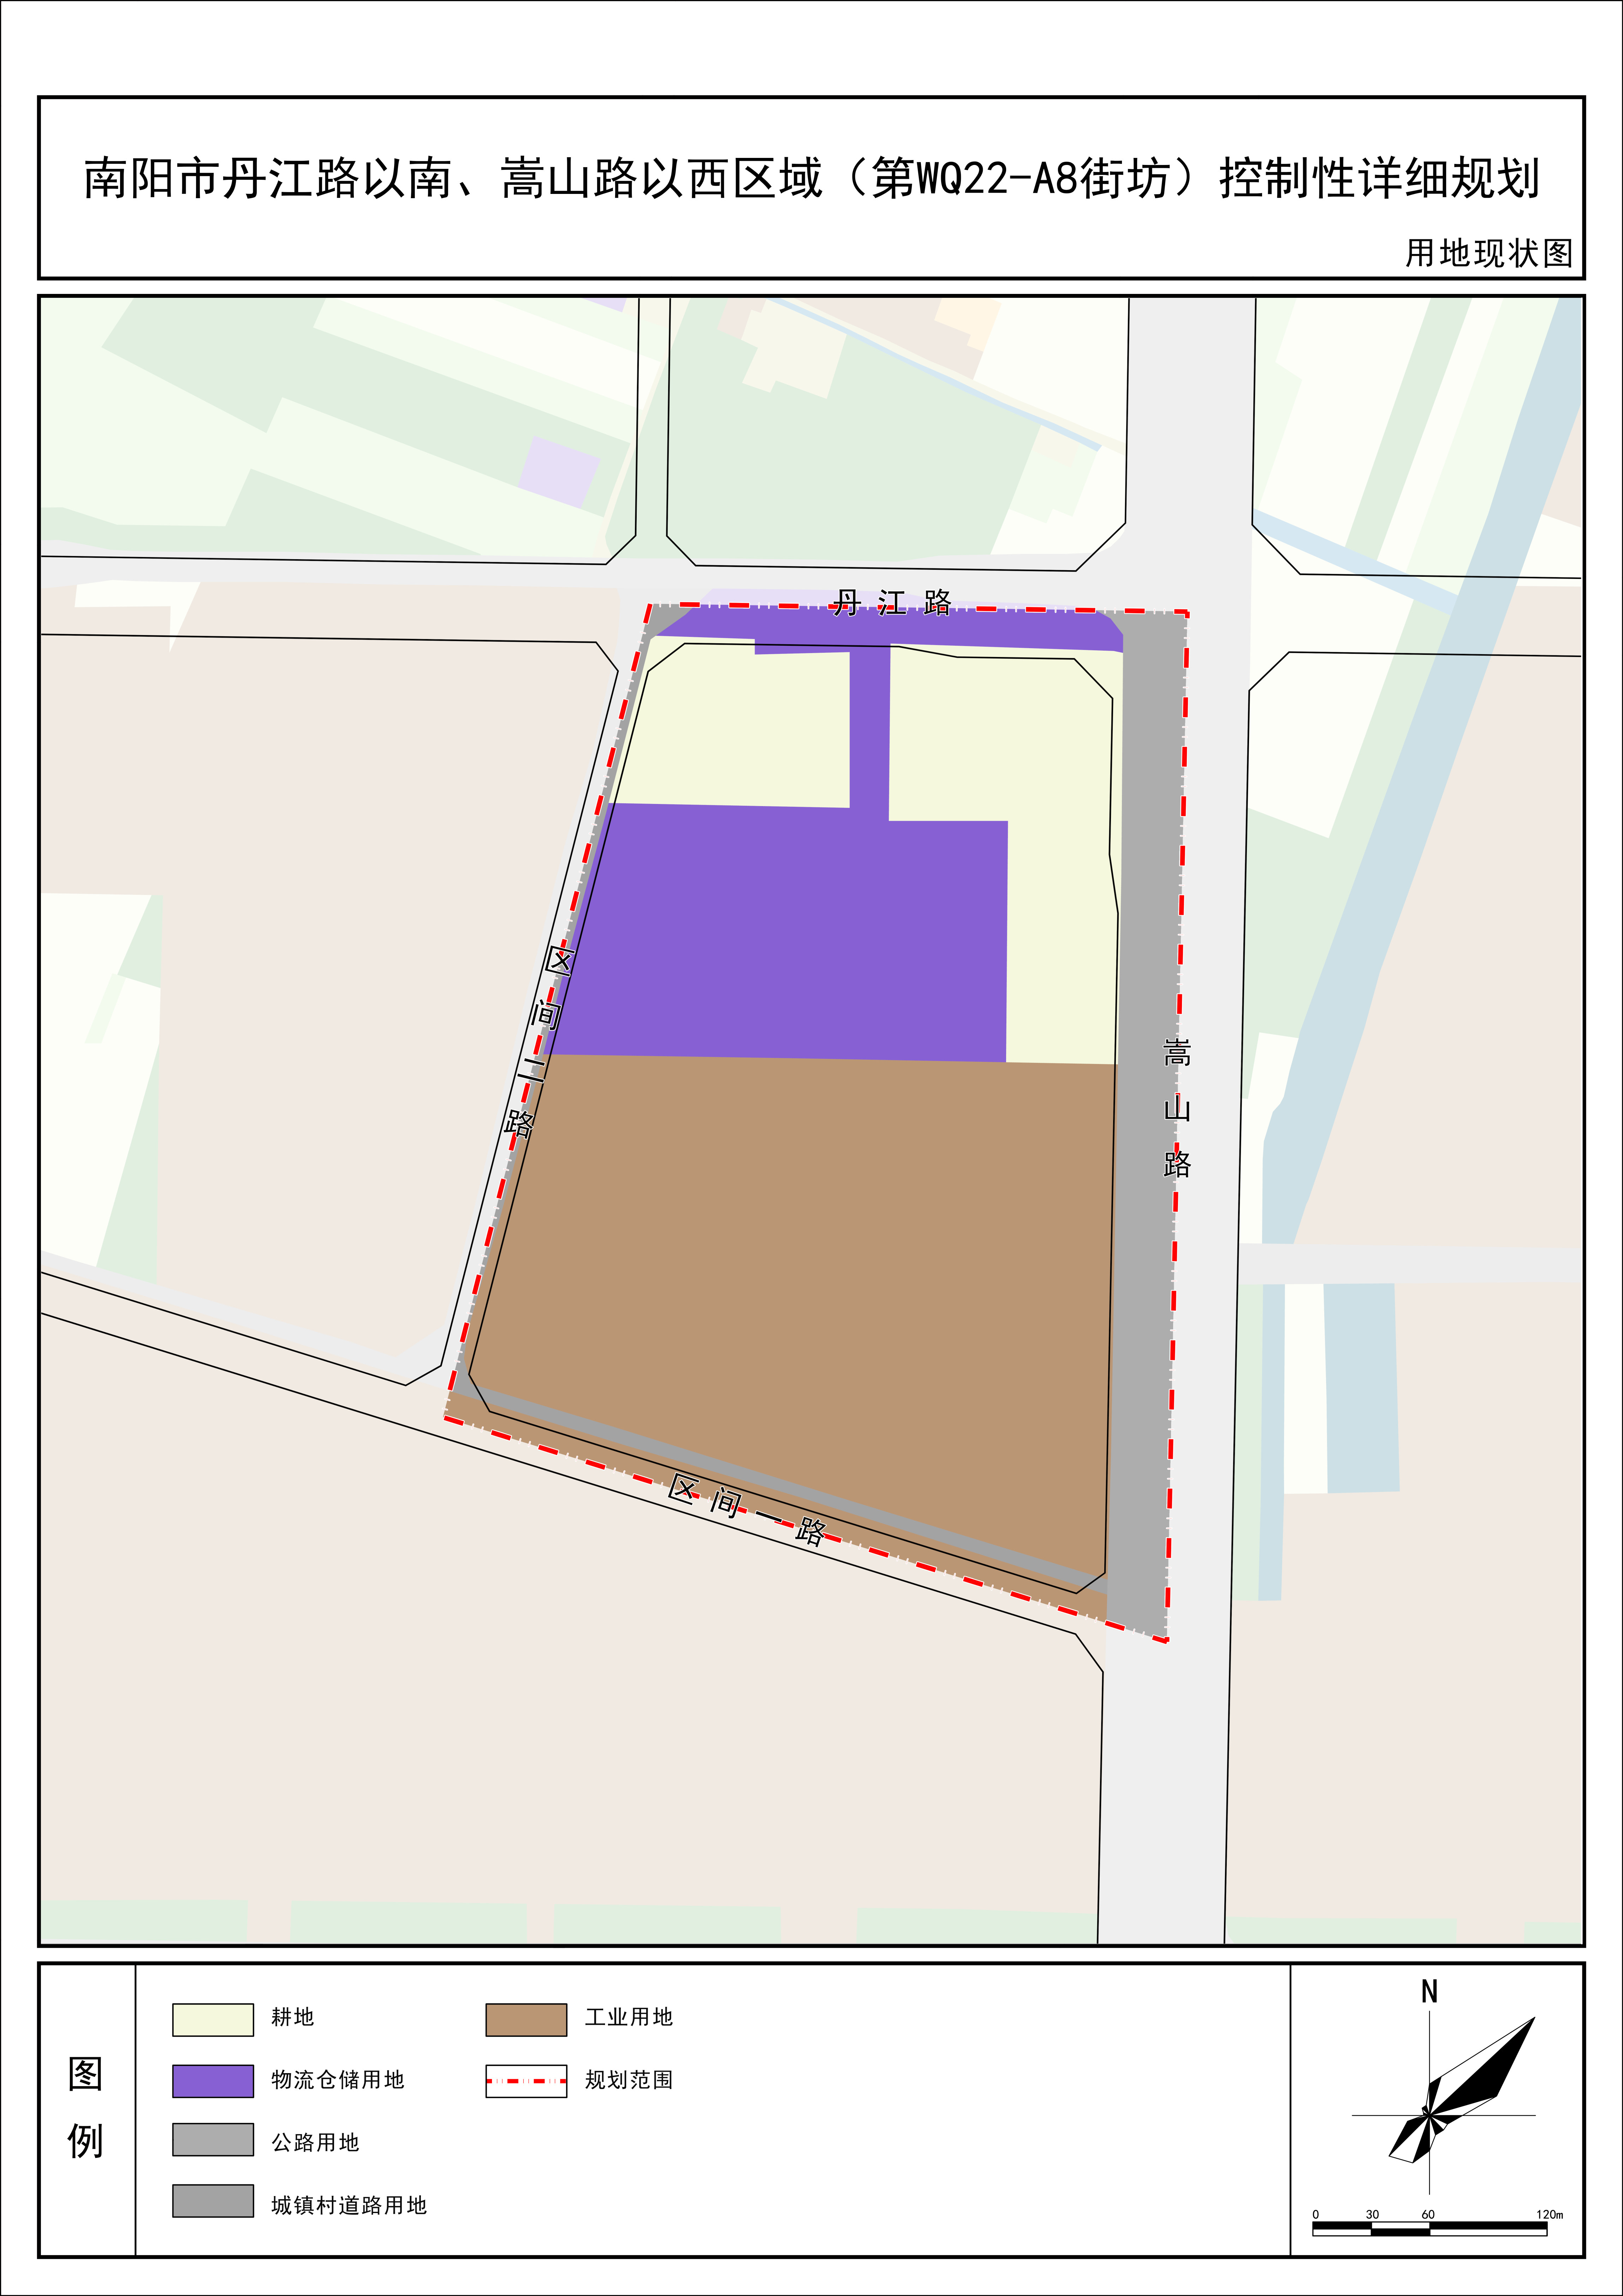 南阳市丹江路以南、嵩山路以西区域（第WQ22-A8街坊）控制性详细规划
用地现状图
丹江路
区间二路
嵩山路
区间一路
图例
耕地
物流仓储用地
公路用地
城镇村道路用地
工业用地
规划范围
N
0 30 60 120m